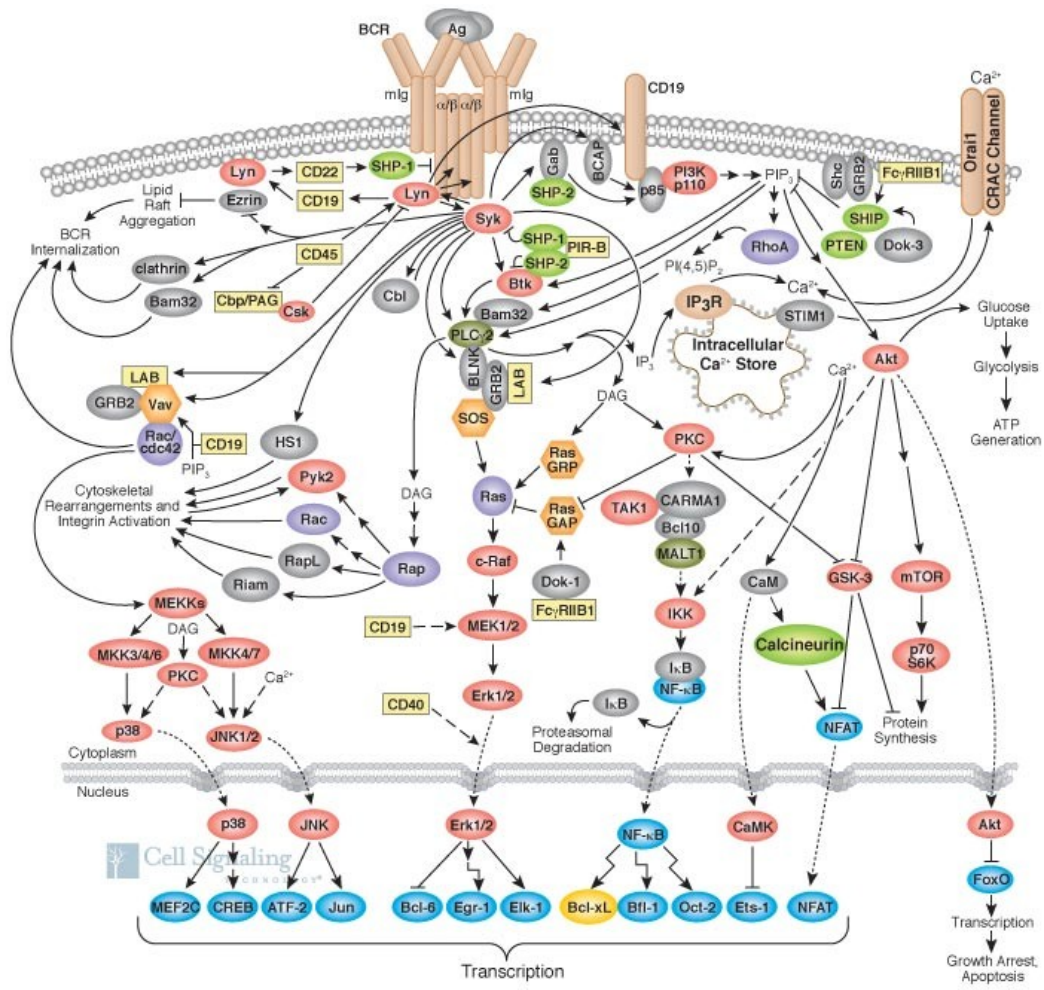 BCR
Ag
mIg
α/β
α/β
mIg
CD19
Ca²⁺
Orai1
CRAC Channel
Lyn
CD22
SHP-1
Lyn
Gab
SHP-2
BCAP
p85
PI3K
p110
PIP₃
Shc
GRB2
FcγRIIB1
Lipid
Raft
Aggregation
Ezrin
CD19
Syk
SHIP
PTEN
Dok-3
RhoA
BCR
Internalization
CD45
SHP-1
SHP-2
PIR-B
PI(4,5)P₂
clathrin
Bam32
Cbp/PAG
Csk
Cbl
Btk
Bam32
PLCγ2
BLNK
GRB2
LAB
IP₃R
Ca²⁺
STIM1
Intracellular
Ca²⁺ Store
IP₃
DAG
Akt
Glucose
Uptake
Glycolysis
ATP
Generation
Ca²⁺
LAB
GRB2
Vav
Rac/
cdc42
CD19
PIP₃
HS1
SOS
PKC
Ras
GRP
Cytoskeletal
Rearrangements and
Integrin Activation
Pyk2
Rac
RapL
Riam
DAG
Rap
Ras
Ras
GAP
TAK1
CARMA1
Bcl10
MALT1
c-Raf
Dok-1
FcγRIIB1
CaM
GSK-3
mTOR
MEKKs
DAG
MKK3/4/6
MKK4/7
PKC
Ca²⁺
CD19
MEK1/2
IKK
Calcineurin
p70
S6K
IκB
NF-κB
Erk1/2
CD40
IκB
Proteasomal
Degradation
p38
JNK1/2
NFAT
Protein
Synthesis
Cytoplasm
Nucleus
p38
JNK
Erk1/2
NF-κB
CaMK
Akt
Cell Signaling
TECHNOLOGY®
MEF2C
CREB
ATF-2
Jun
Bcl-6
Egr-1
Elk-1
Bcl-xL
Bfl-1
Oct-2
Ets-1
NFAT
FoxO
Transcription
Growth Arrest,
Apoptosis
Transcription